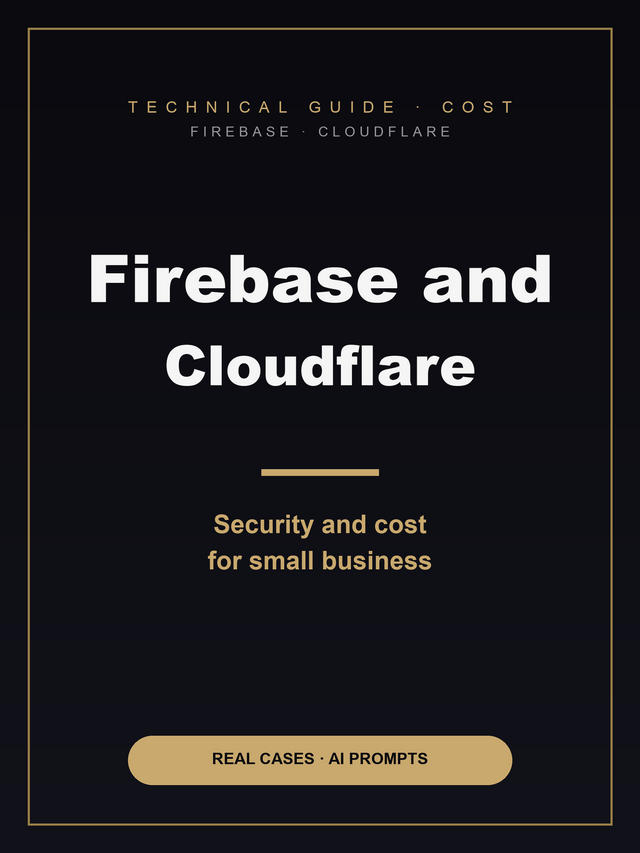 TECHNICAL GUIDE · COST
FIREBASE · CLOUDFLARE
Firebase and
Cloudflare
Security and cost
for small business
REAL CASES · AI PROMPTS